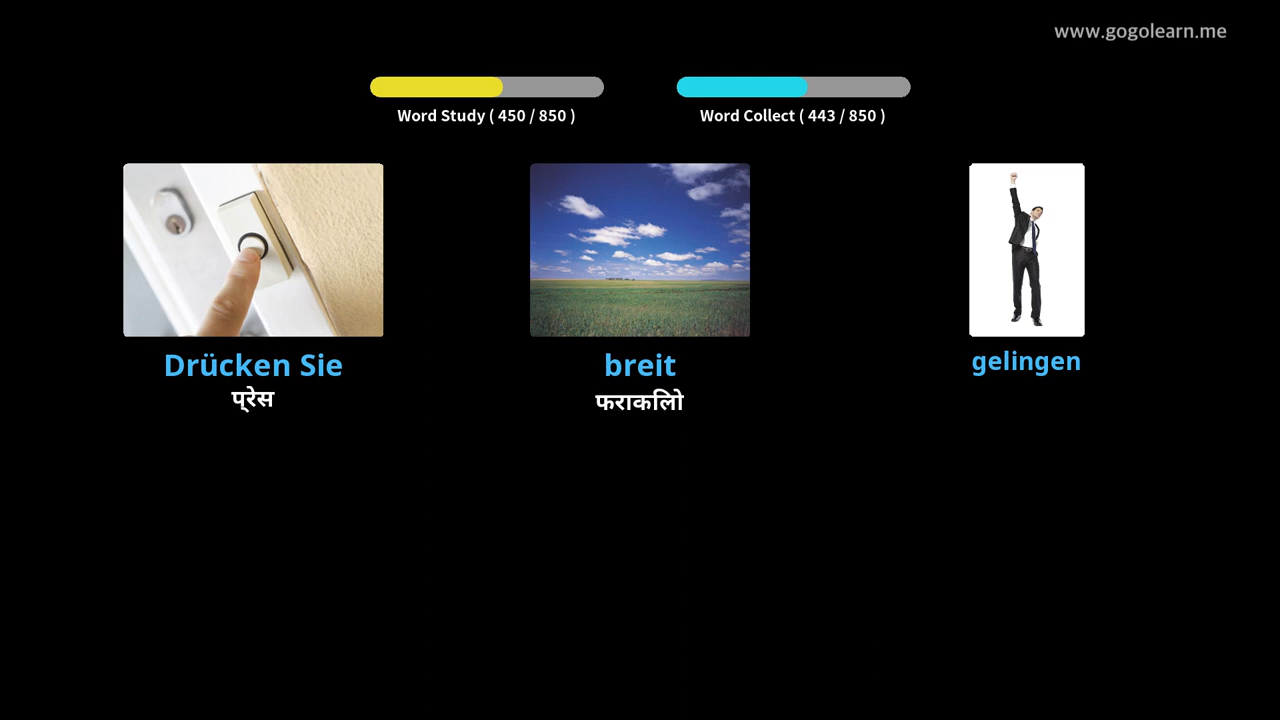 www.gogolearn.me
Word Study ( 450 / 850 )
Word Collect ( 443 / 850 )
Drücken Sie
breit
gelingen
प्रेस
फराकिलो